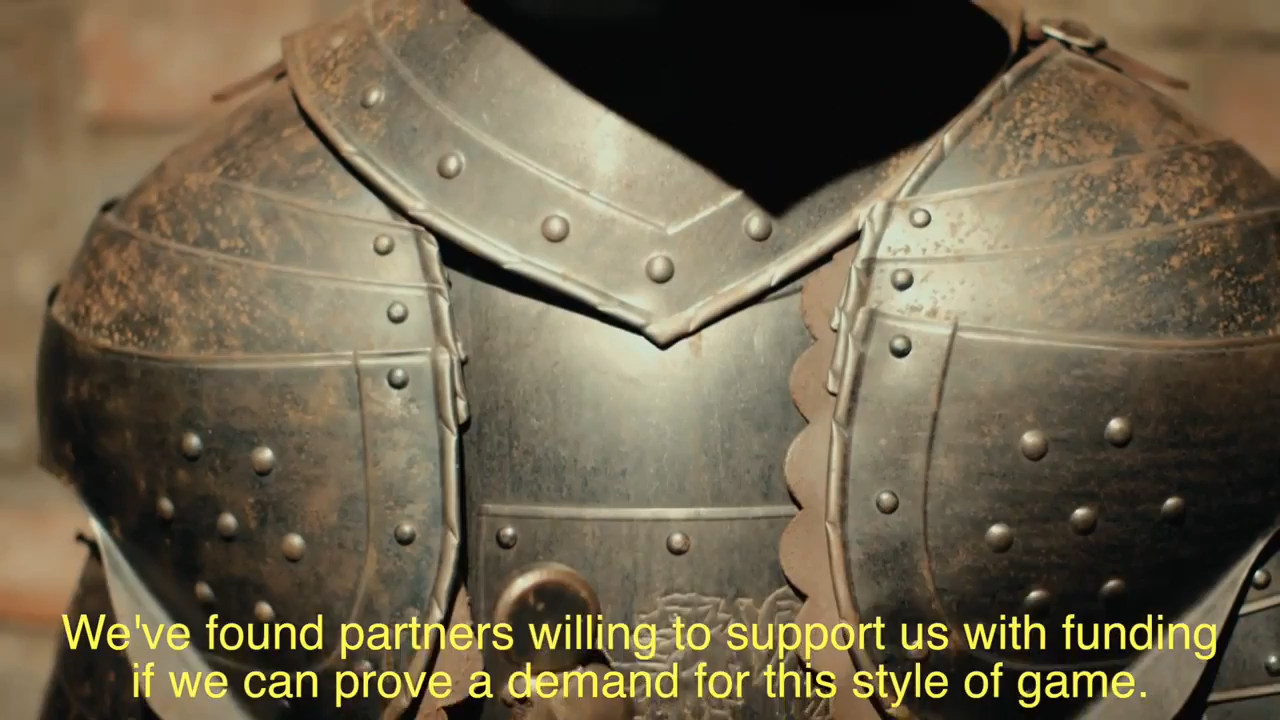 We've found partners willing to support us with funding
if we can prove a demand for this style of game.